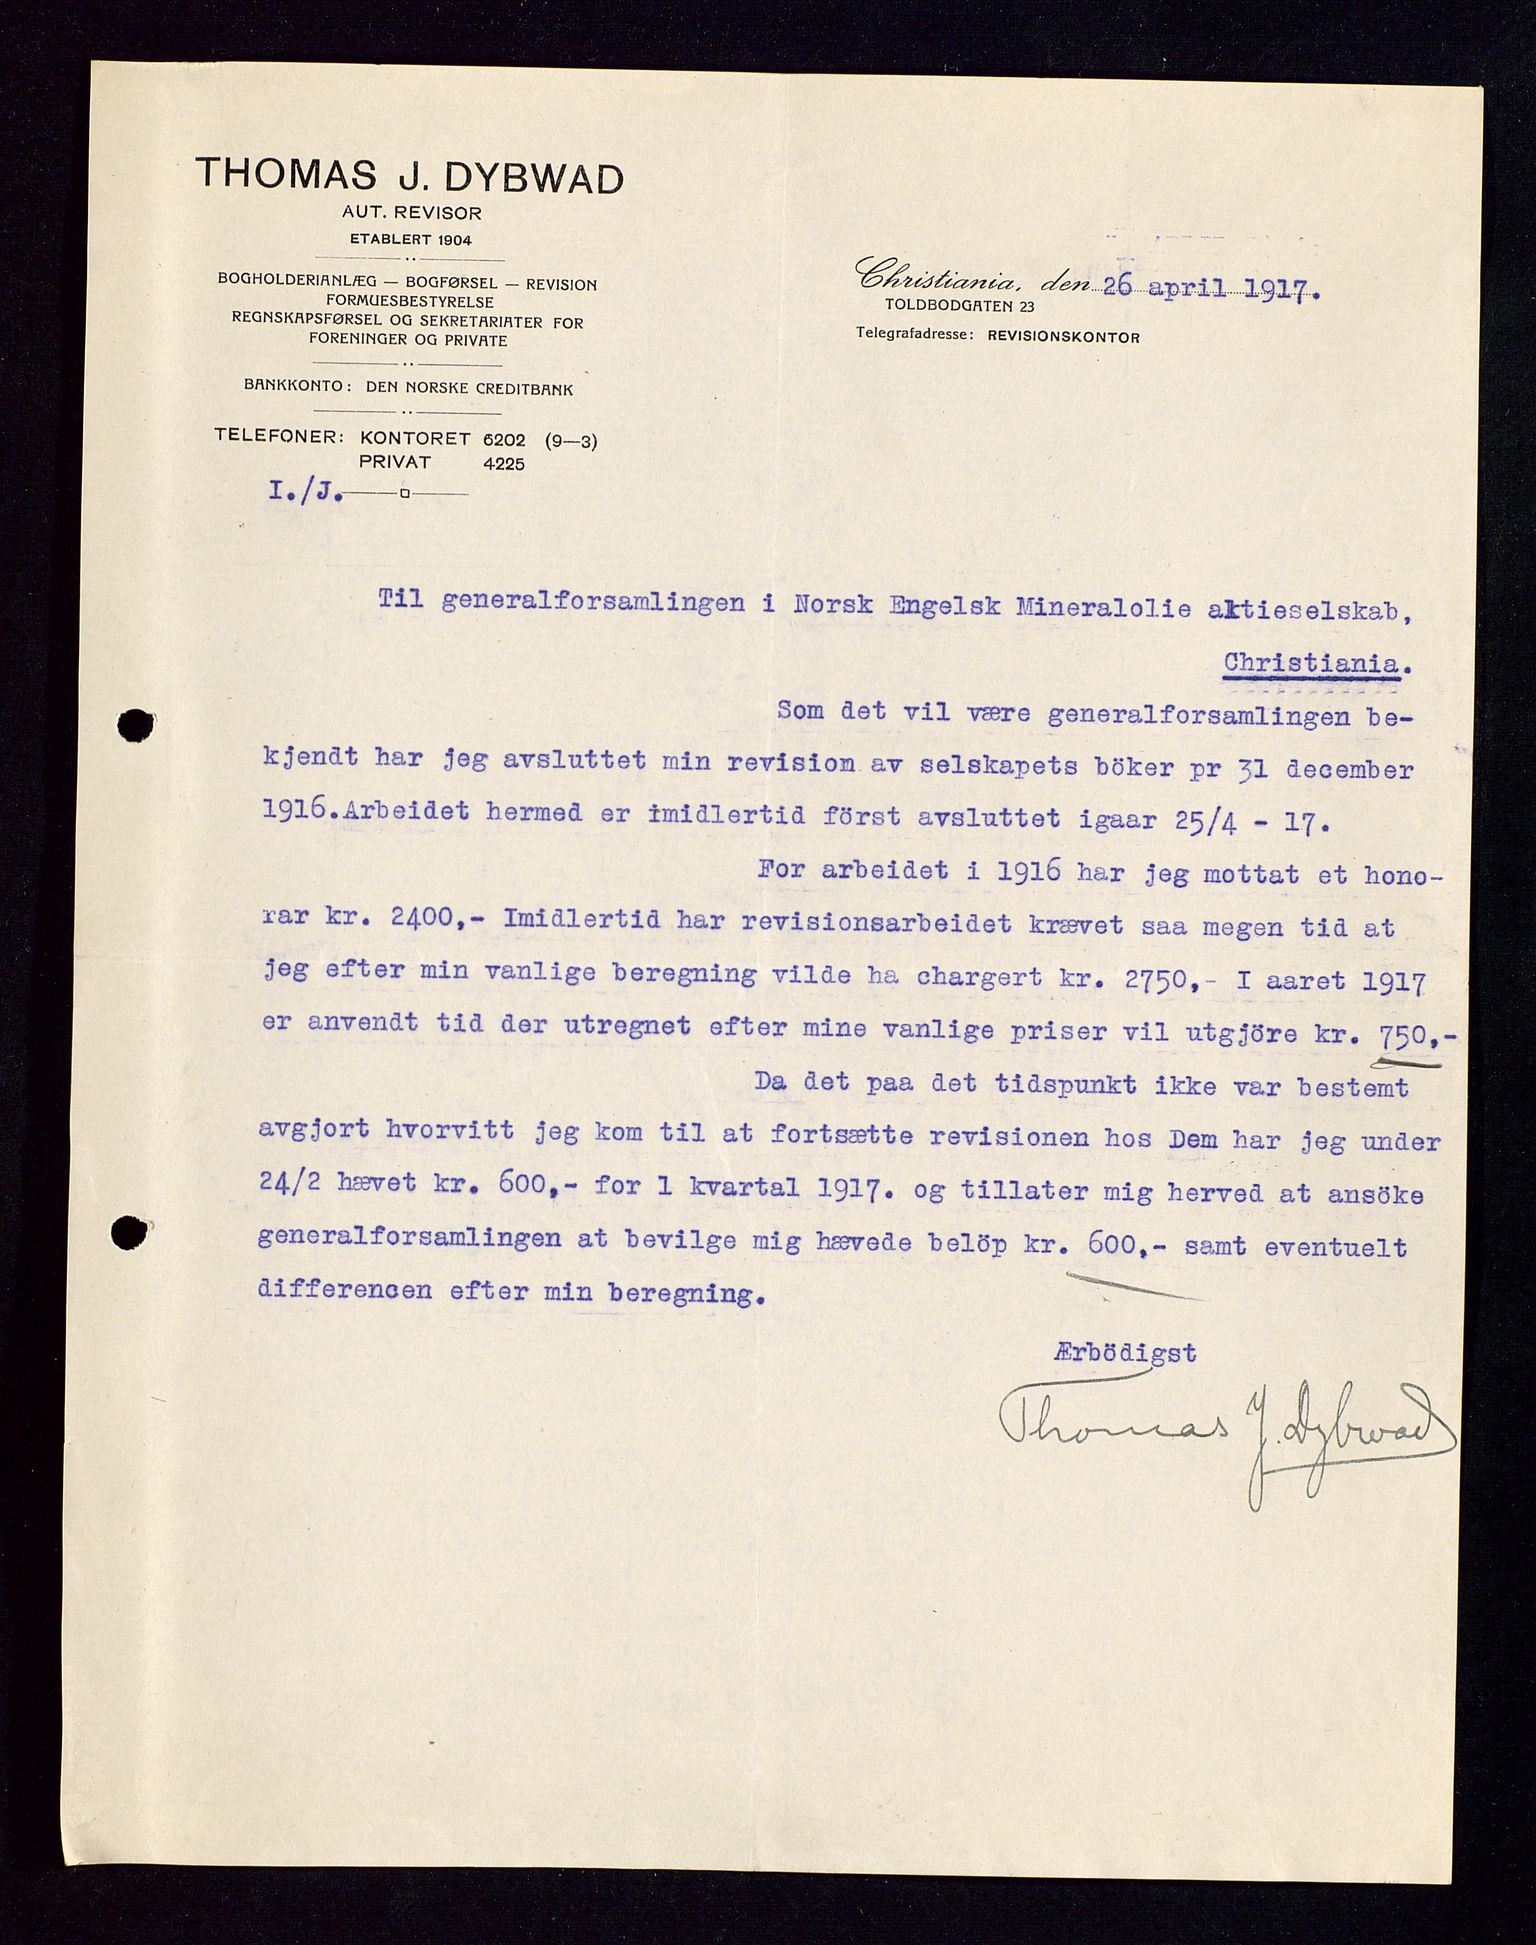 THOMAS J. DYBWAD
AUT. REVISOR
ETABLERT 1904
BOGHOLDERIANLÆG — BOGFØRSEL — REVISION
FORMUESBESTYRELSE
REGNSKAPSFØRSEL OG SEKRETARIATER FOR
FORENINGER OG PRIVATE
BANKKONTO: DEN NORSKE CREDITBANK
TELEFONER: KONTORET 6202 (9—3)
PRIVAT 4225
I./J.
Christiania, den 26 april 1917.
TOLDBODGATEN 23
Telegrafadresse: REVISIONSKONTOR
Til generalforsamlingen i Norsk Engelsk Mineralolie aktieselskab,
Christiania.
Som det vil være generalforsamlingen be-
kjendt har jeg avsluttet min revision av selskapets böker pr 31 december
1916.Arbeidet hermed er imidlertid först avsluttet igaar 25/4 - 17.
For arbeidet i 1916 har jeg mottat et hono-
rar kr. 2400,- Imidlertid har revisionsarbeidet krævet saa megen tid at
jeg efter min vanlige beregning vilde ha chargert kr. 2750,- I aaret 1917
er anvendt tid der utregnet efter mine vanlige priser vil utgjöre kr. 750,-
Da det paa det tidspunkt ikke var bestemt
avgjort hvorvitt jeg kom til at fortsætte revisionen hos Dem har jeg under
24/2 hævet kr. 600,- for 1 kvartal 1917. og tillater mig herved at ansöke
generalforsamlingen at bevilge mig hævede belöp kr. 600,- samt eventuelt
differencen efter min beregning.
Ærbödigst
Thomas J. Dybwad